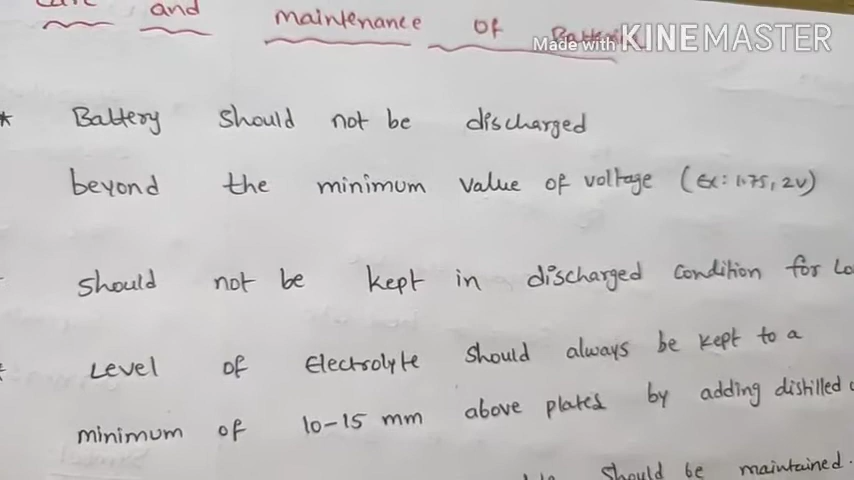 and maintenance of
Made with KINEMASTER
* Battery should not be discharged
beyond the minimum value of voltage (Ex: 1.75, 2V)
should not be kept in discharged condition for
Level of Electrolyte should always be kept to a
minimum of 10-15 mm above plates by adding distilled
should be maintained.